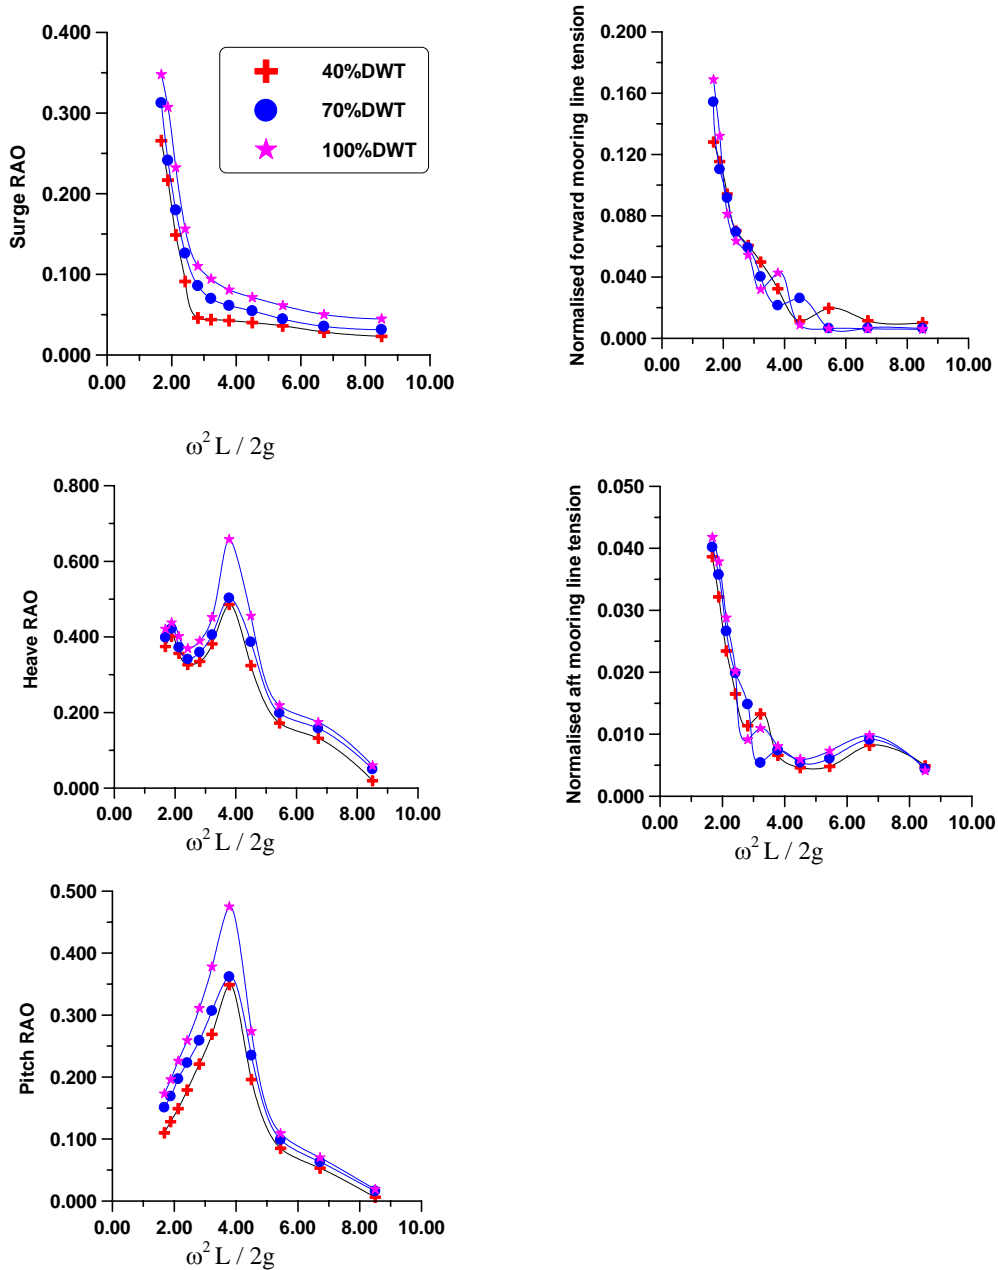 Surge RAO
0.400
0.300
0.200
0.100
0.000
0.00 2.00 4.00 6.00 8.00 10.00
40%DWT
70%DWT
100%DWT
ω² L / 2g
Normalised forward mooring line tension
0.200
0.160
0.120
0.080
0.040
0.000
0.00 2.00 4.00 6.00 8.00 10.00
Heave RAO
0.800
0.600
0.400
0.200
0.000
0.00 2.00 4.00 6.00 8.00 10.00
ω² L / 2g
Normalised aft mooring line tension
0.050
0.040
0.030
0.020
0.010
0.000
0.00 2.00 4.00 6.00 8.00 10.00
ω² L / 2g
Pitch RAO
0.500
0.400
0.300
0.200
0.100
0.000
0.00 2.00 4.00 6.00 8.00 10.00
ω² L / 2g